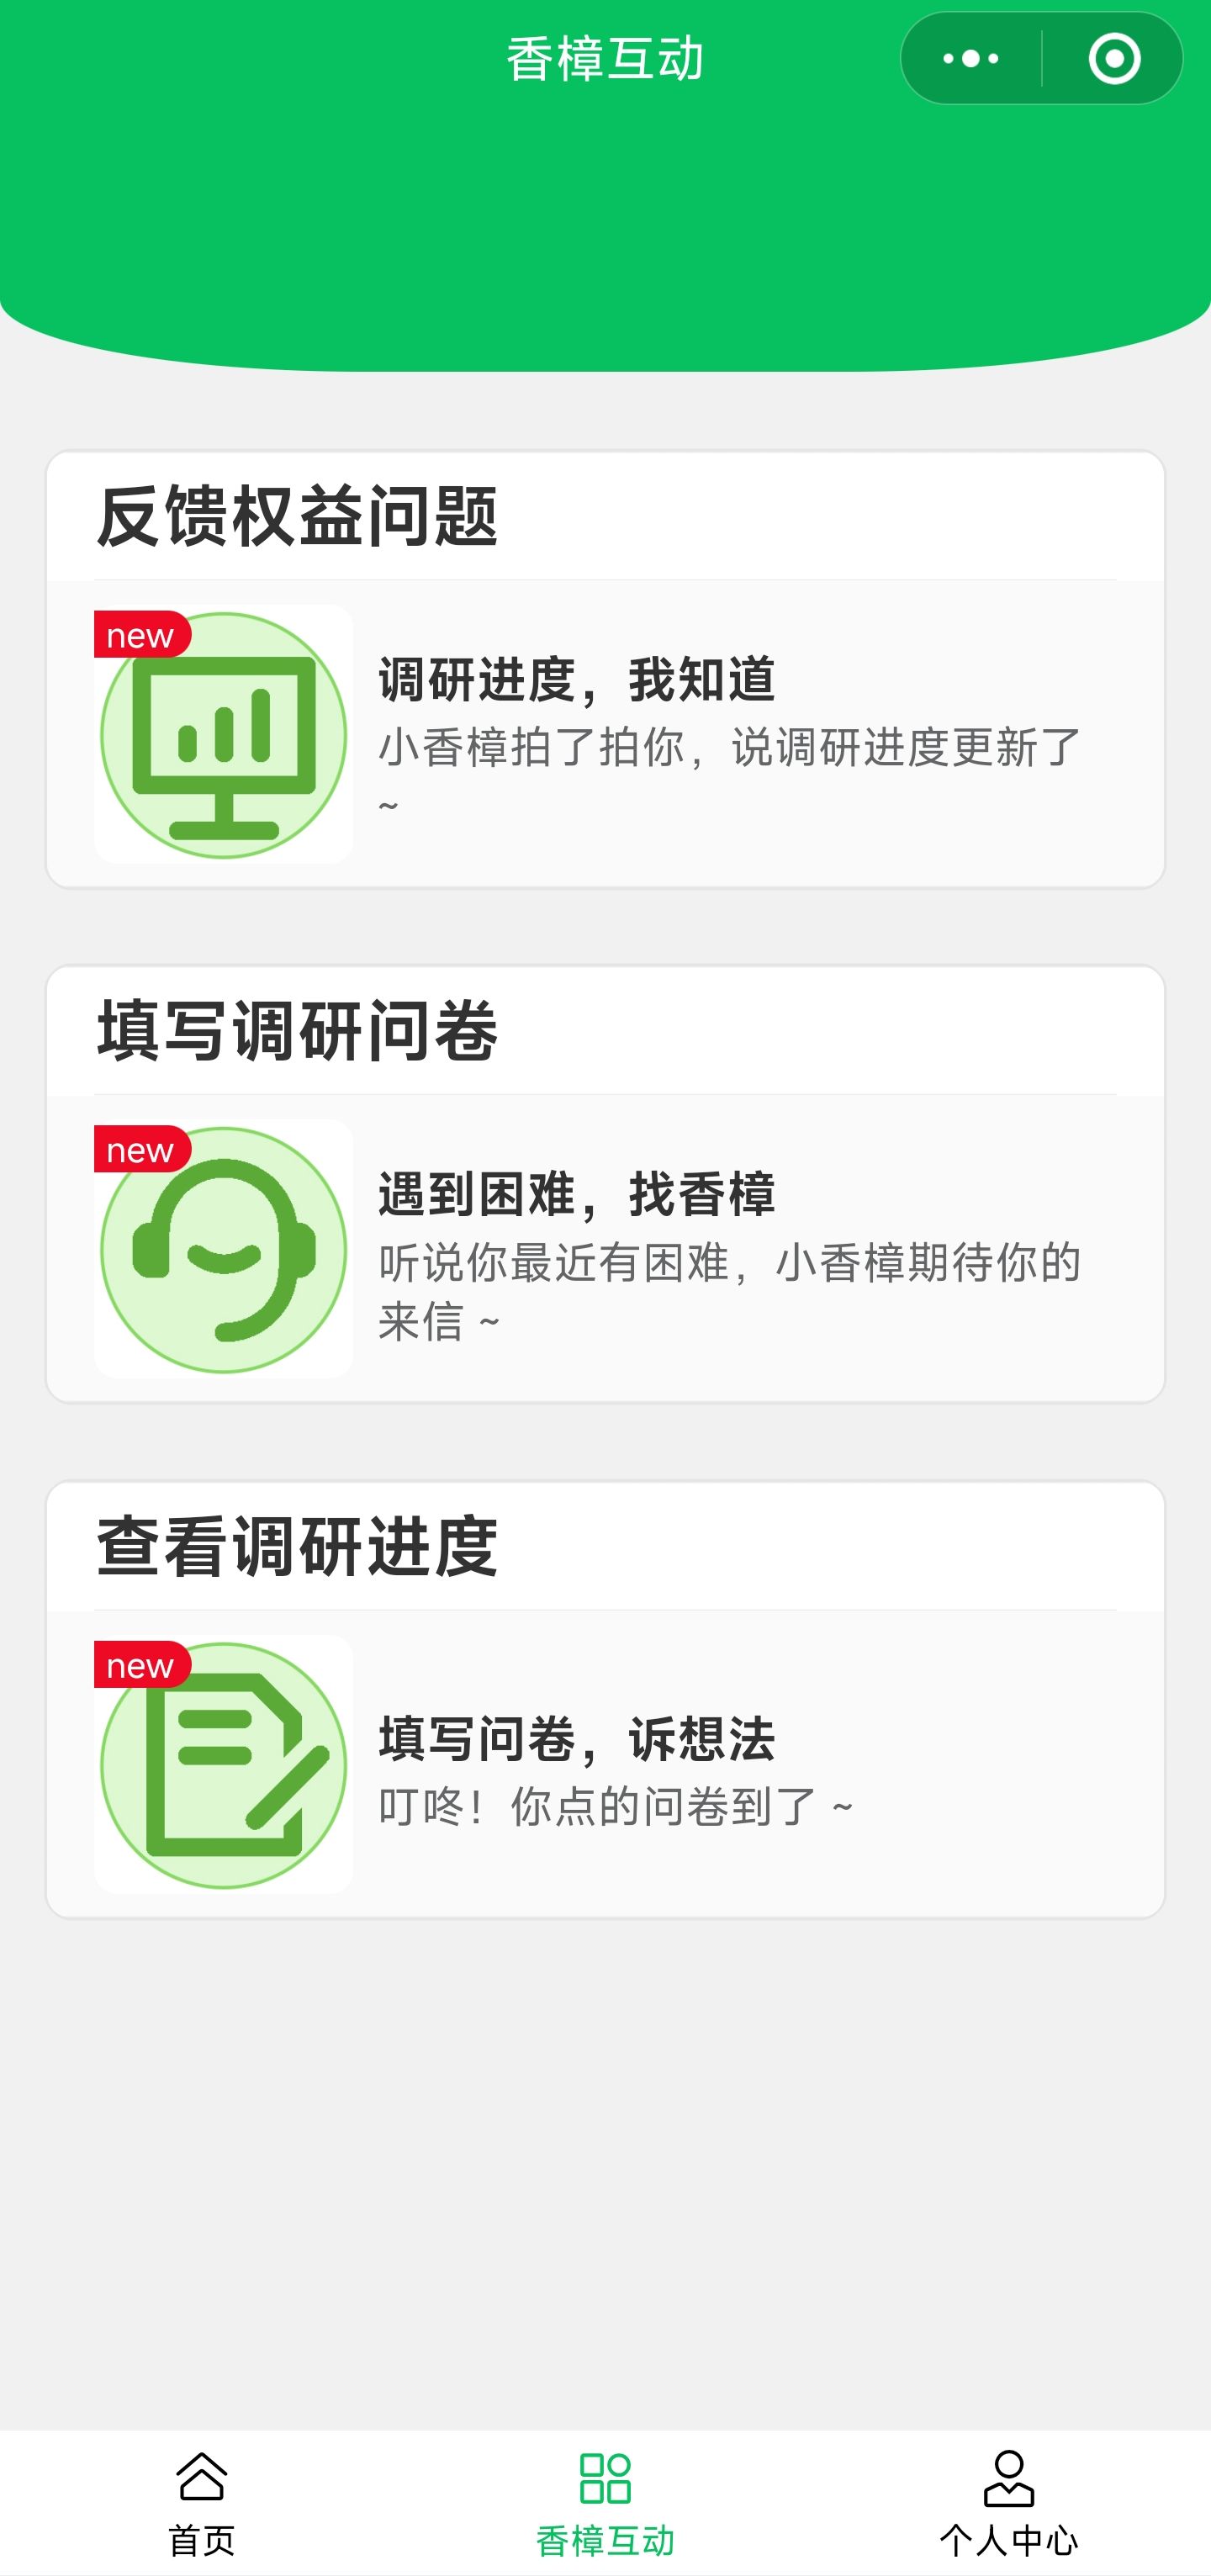 香樟互动
反馈权益问题
new
调研进度，我知道
小香樟拍了拍你，说调研进度更新了
~
填写调研问卷
new
遇到困难，找香樟
听说你最近有困难，小香樟期待你的
来信 ~
查看调研进度
new
填写问卷，诉想法
叮咚！你点的问卷到了 ~
首页
香樟互动
个人中心